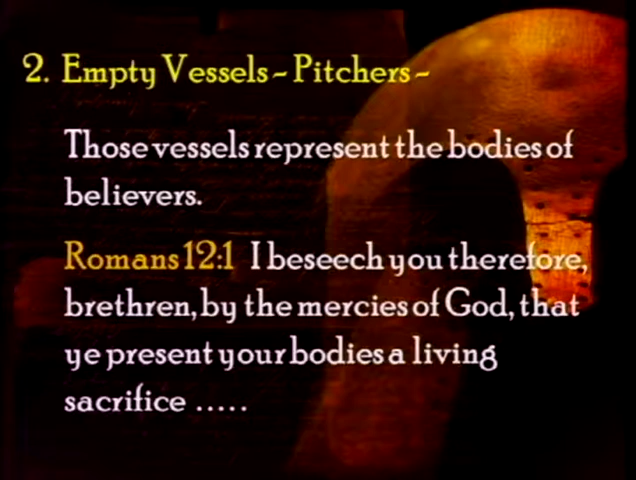 2. Empty Vessels ~ Pitchers ~
Those vessels represent the bodies of
believers.
Romans 12:1 I beseech you therefore,
brethren, by the mercies of God, that
ye present your bodies a living
sacrifice .....